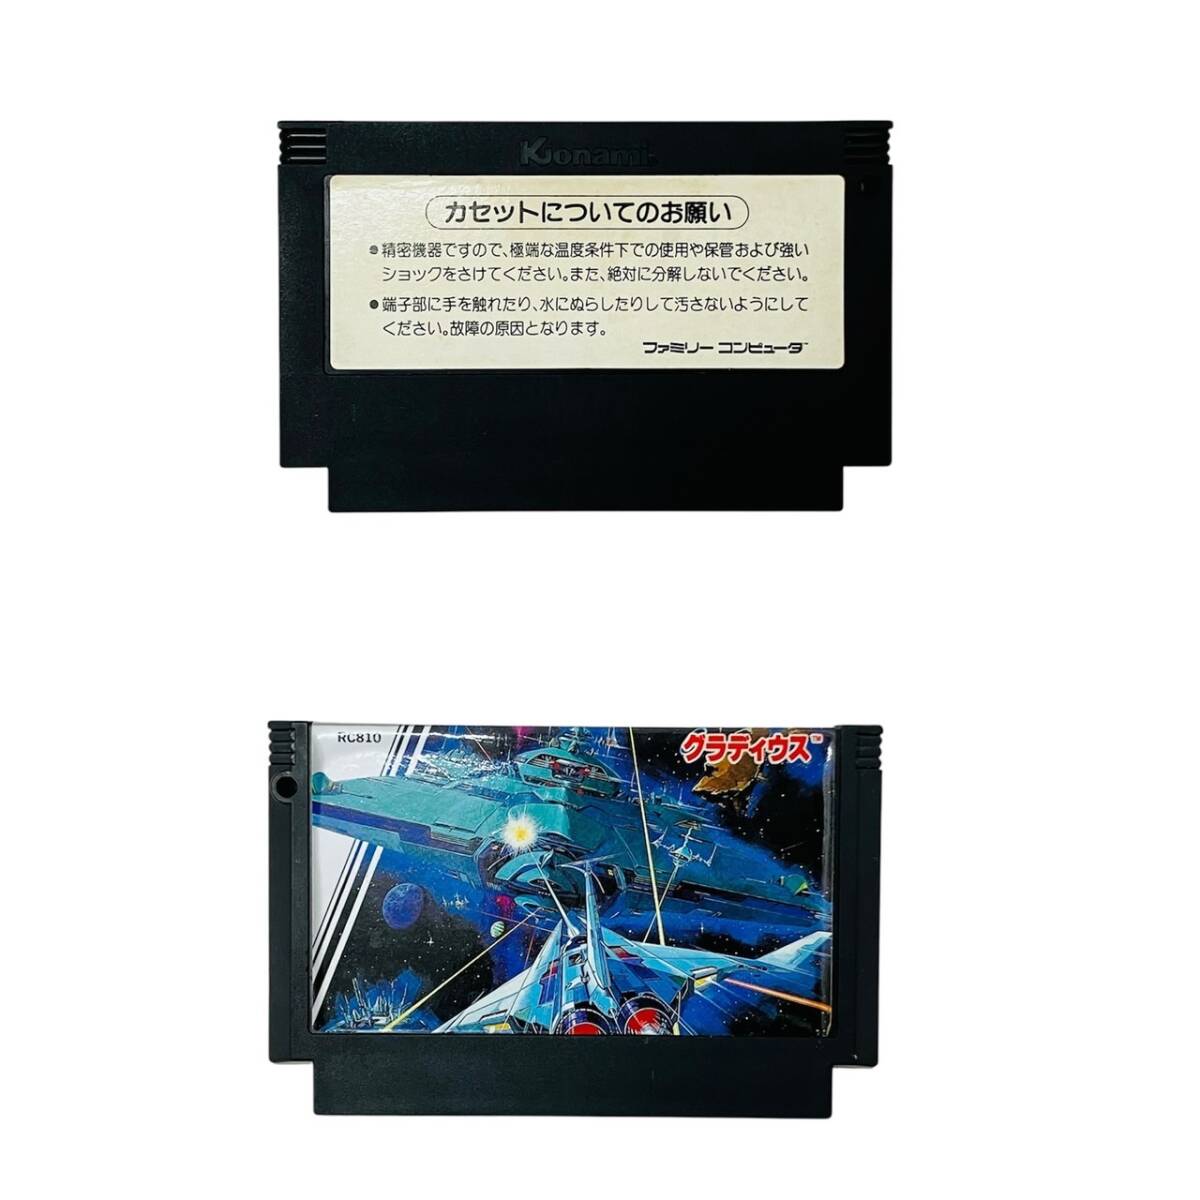 Konami
カセットについてのお願い
●精密機器ですので、極端な温度条件下での使用や保管および強い
ショックをさけてください。また、絶対に分解しないでください。
●端子部に手を触れたり、水にぬらしたりして汚さないようにして
ください。故障の原因となります。
ファミリーコンピュータ™
RC810
グラディウス™